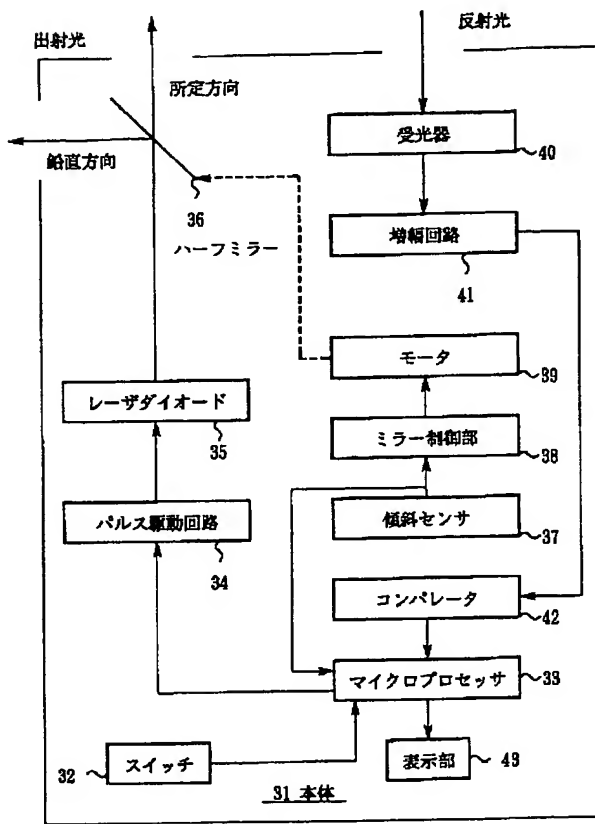 出射光
反射光
所定方向
受光器
40
鉛直方向
36
ハーフミラー
増幅回路
41
モータ
39
レーザダイオード
35
ミラー制御部
38
パルス駆動回路
34
傾斜センサ
37
コンパレータ
42
マイクロプロセッサ
33
32
スイッチ
表示部
43
31 本体